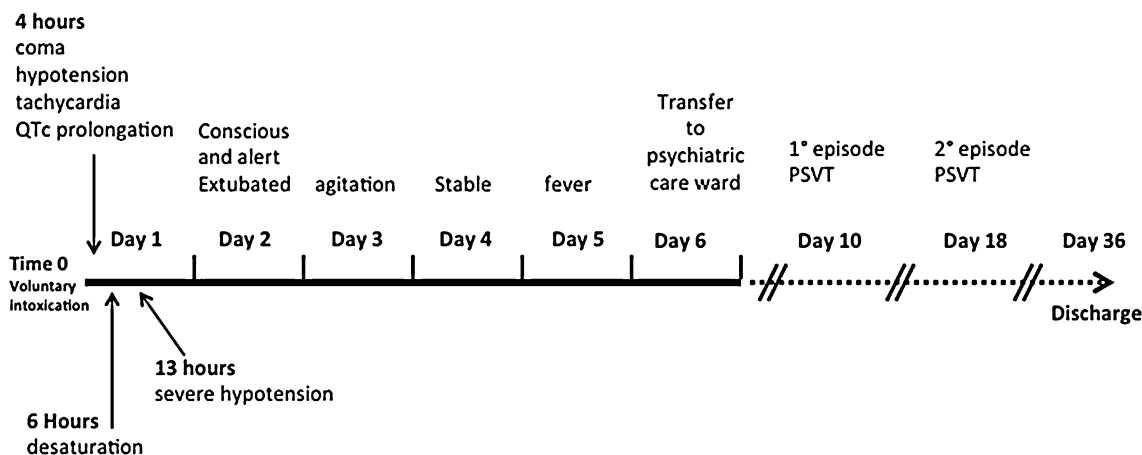 4 hours
coma
hypotension
tachycardia
QTc prolongation
Conscious
and alert
Extubated
agitation
Stable
fever
Transfer
to
psychiatric
care ward
1° episode
PSVT
2° episode
PSVT
Day 1
Day 2
Day 3
Day 4
Day 5
Day 6
Day 10
Day 18
Day 36
Time 0
Voluntary
intoxication
Discharge
13 hours
severe hypotension
6 Hours
desaturation